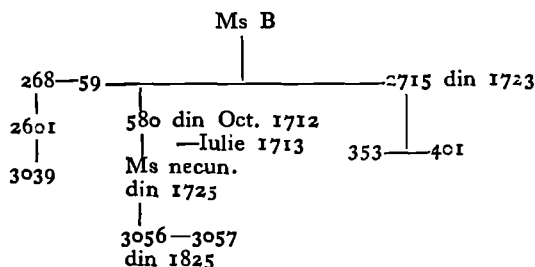 Ms B
268—59 2715 din 1723
2601 580 din Oct. 1712
—Iulie 1713 353—401
3039 Ms necun.
din 1725
3056—3057
din 1825